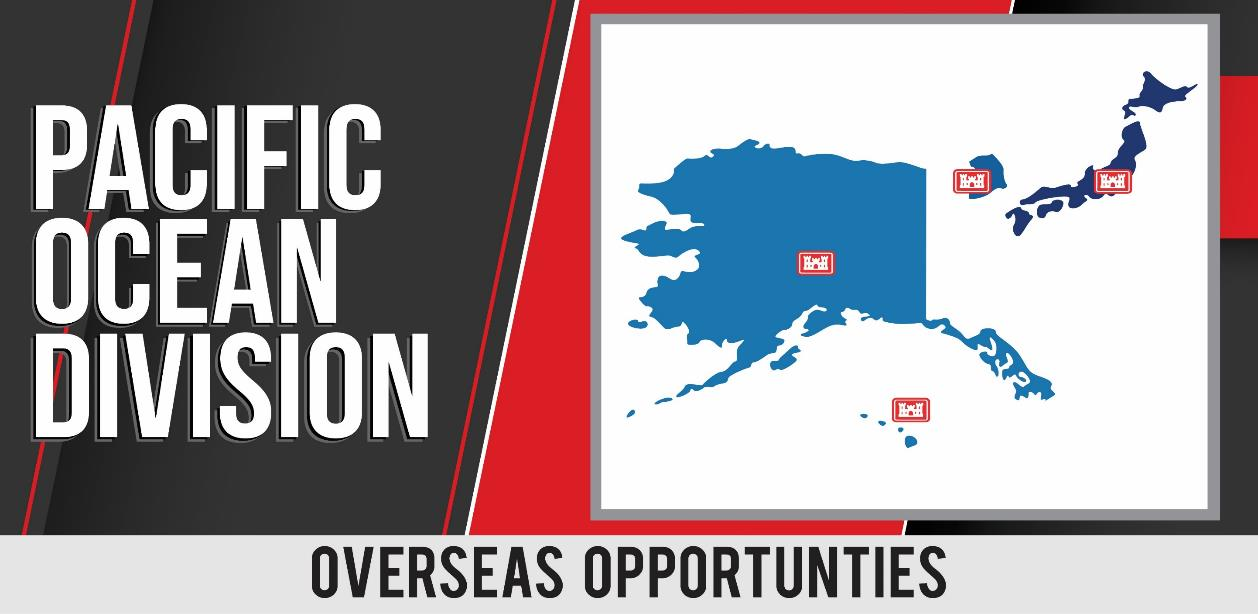 PACIFIC
OCEAN
DIVISION
OVERSEAS OPPORTUNTIES